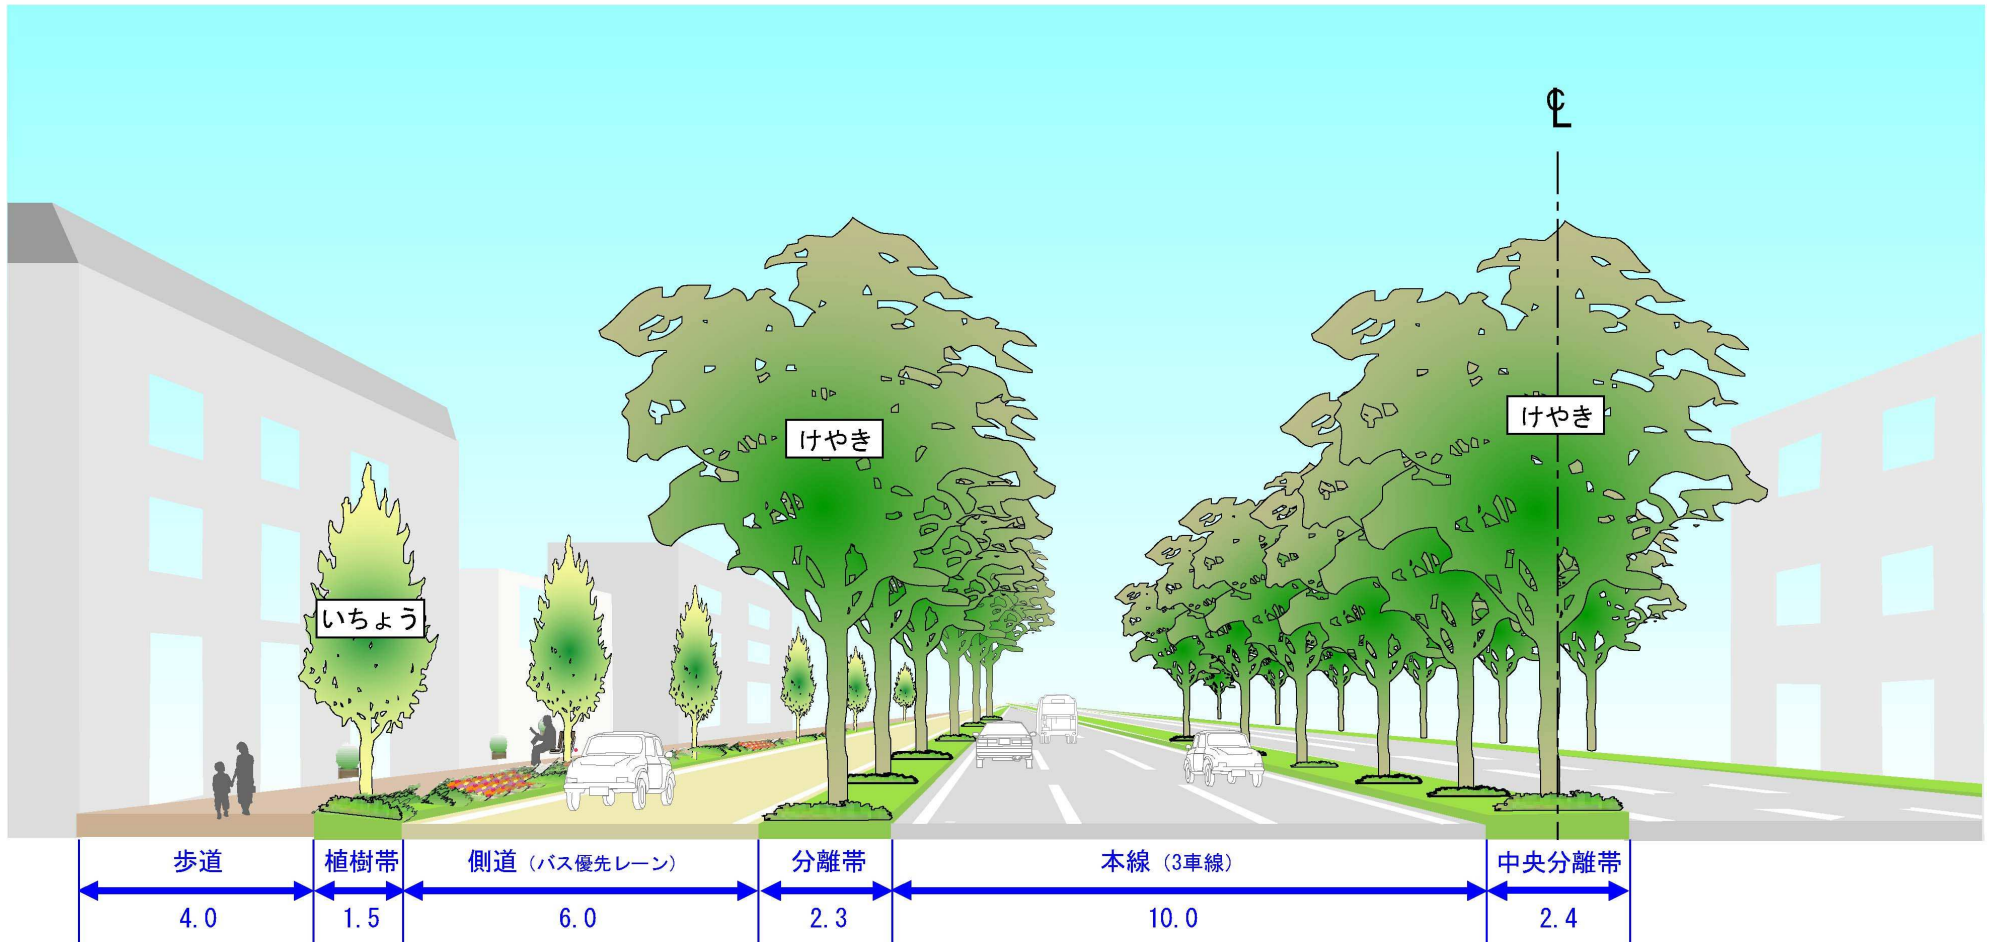 ℄
けやき
けやき
いちょう
歩道
植樹帯
側道（バス優先レーン）
分離帯
本線（3車線）
中央分離帯
4.0
1.5
6.0
2.3
10.0
2.4